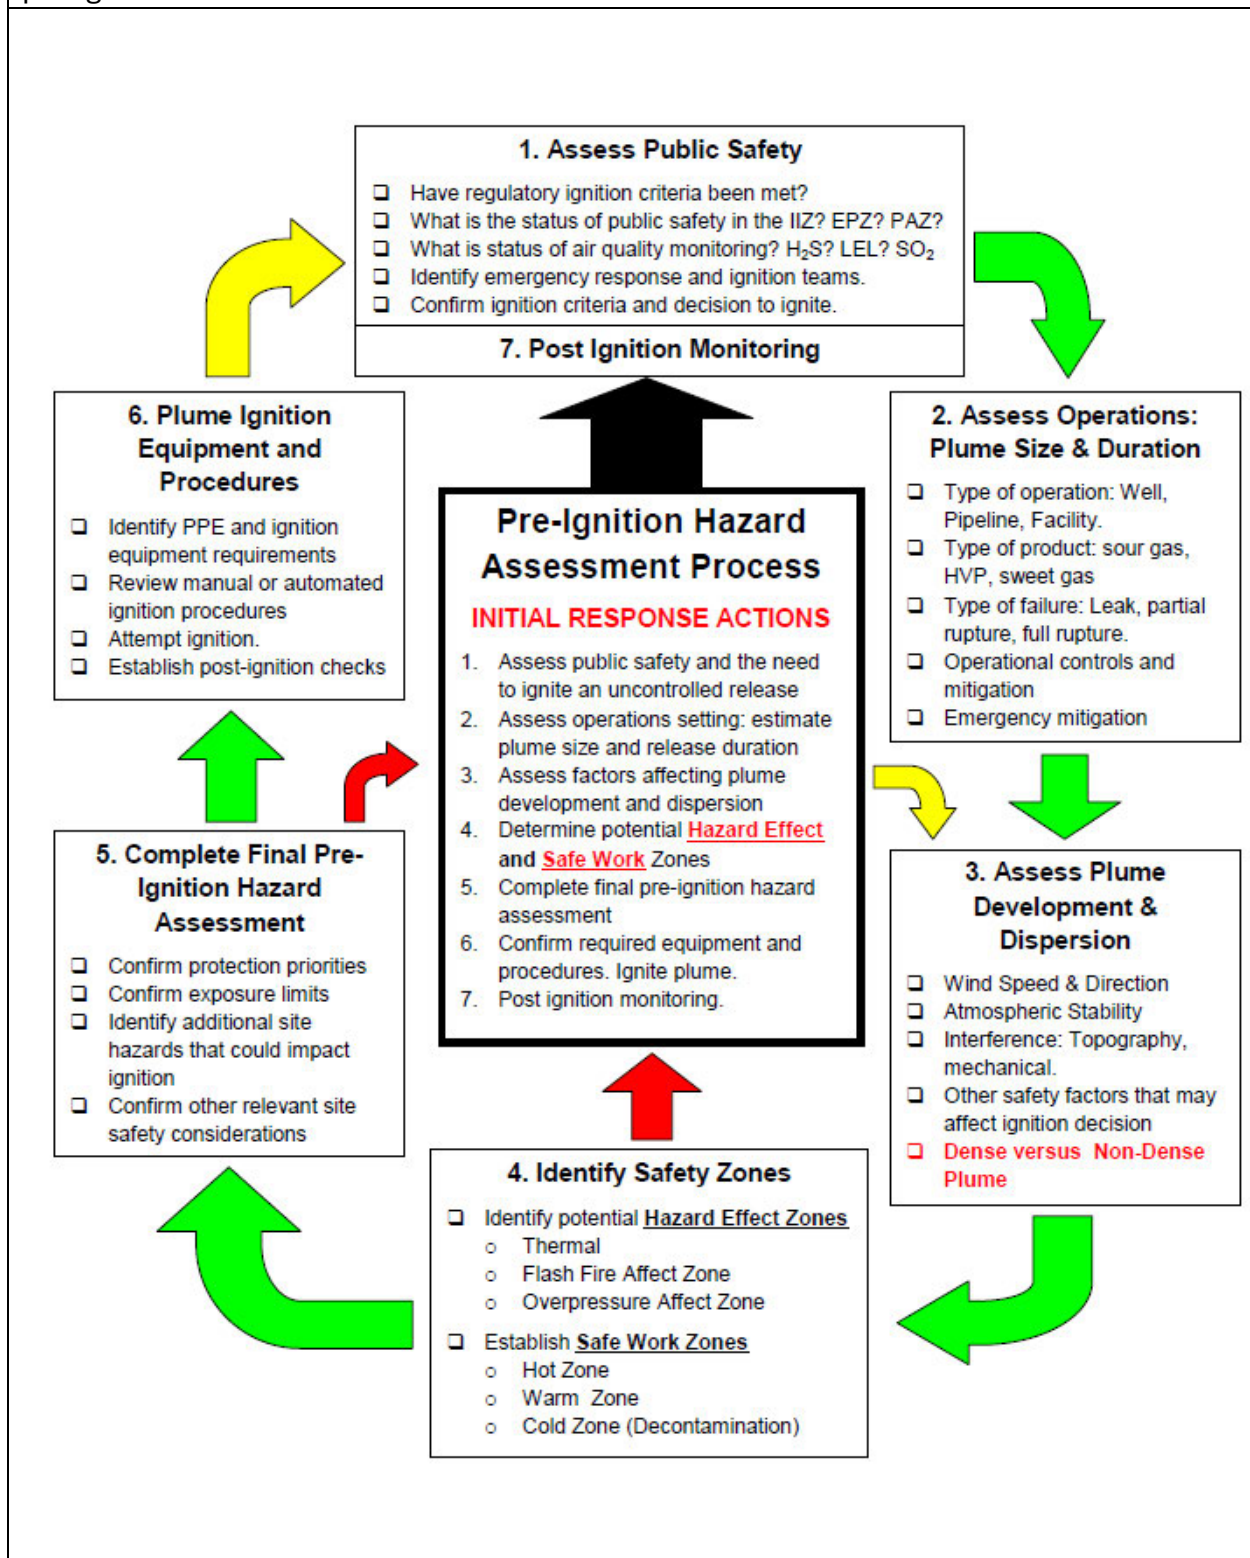 1. Assess Public Safety
❑ Have regulatory ignition criteria been met?
❑ What is the status of public safety in the IIZ? EPZ? PAZ?
❑ What is status of air quality monitoring? H₂S? LEL? SO₂
❑ Identify emergency response and ignition teams.
❑ Confirm ignition criteria and decision to ignite.
7. Post Ignition Monitoring
2. Assess Operations:
Plume Size & Duration
❑ Type of operation: Well,
Pipeline, Facility.
❑ Type of product: sour gas,
HVP, sweet gas
❑ Type of failure: Leak, partial
rupture, full rupture.
❑ Operational controls and
mitigation
❑ Emergency mitigation
3. Assess Plume
Development &
Dispersion
❑ Wind Speed & Direction
❑ Atmospheric Stability
❑ Interference: Topography,
mechanical.
❑ Other safety factors that may
affect ignition decision
❑ Dense versus Non-Dense
Plume
4. Identify Safety Zones
❑ Identify potential Hazard Effect Zones
o Thermal
o Flash Fire Affect Zone
o Overpressure Affect Zone
❑ Establish Safe Work Zones
o Hot Zone
o Warm Zone
o Cold Zone (Decontamination)
5. Complete Final Pre-
Ignition Hazard
Assessment
❑ Confirm protection priorities
❑ Confirm exposure limits
❑ Identify additional site
hazards that could impact
ignition
❑ Confirm other relevant site
safety considerations
6. Plume Ignition
Equipment and
Procedures
❑ Identify PPE and ignition
equipment requirements
❑ Review manual or automated
ignition procedures
❑ Attempt ignition.
❑ Establish post-ignition checks
Pre-Ignition Hazard
Assessment Process
INITIAL RESPONSE ACTIONS
1. Assess public safety and the need
to ignite an uncontrolled release
2. Assess operations setting: estimate
plume size and release duration
3. Assess factors affecting plume
development and dispersion
4. Determine potential Hazard Effect
and Safe Work Zones
5. Complete final pre-ignition hazard
assessment
6. Confirm required equipment and
procedures. Ignite plume.
7. Post ignition monitoring.